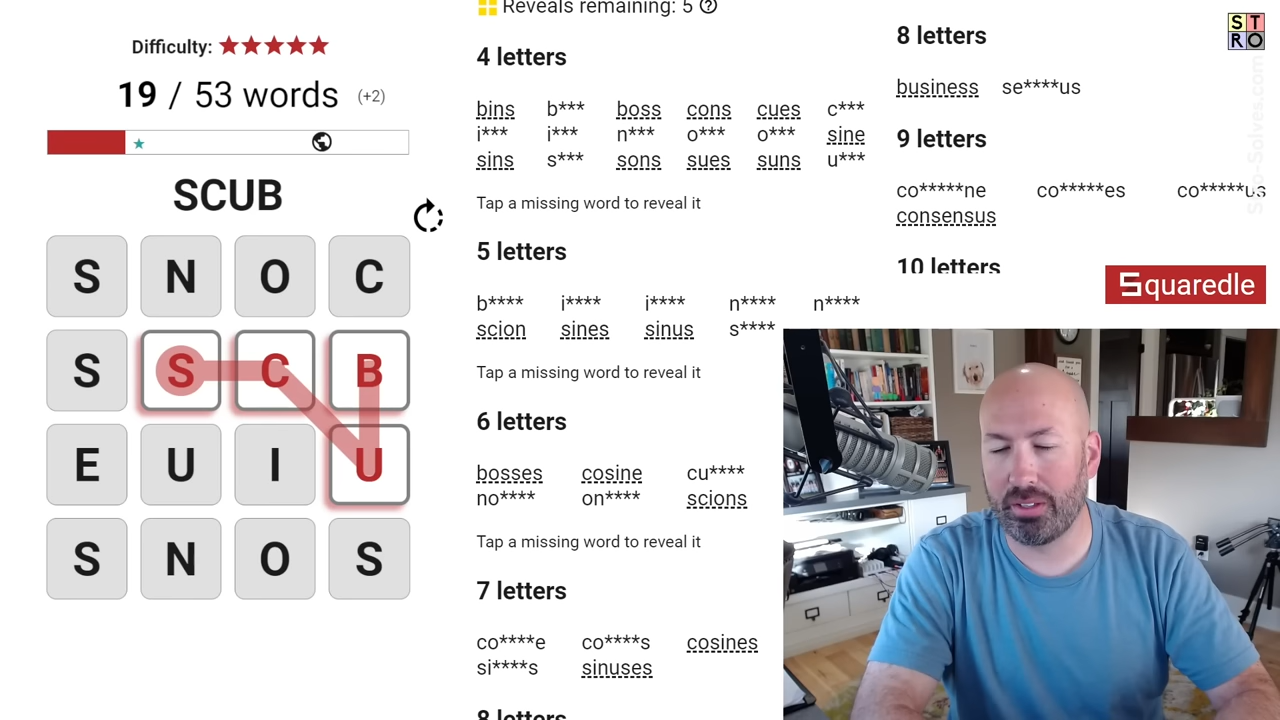 Difficulty:
19 / 53 words (+2)
SCUB
S N O C
S S C B
E U I U
S N O S
Reveals remaining: 5
4 letters
bins b*** boss cons cues c***
i*** i*** n*** o*** o*** sine
sins s*** sons sues suns u***
Tap a missing word to reveal it
5 letters
b**** i**** i**** n**** n****
scion sines sinus s****
Tap a missing word to reveal it
6 letters
bosses cosine cu****
no**** on**** scions
Tap a missing word to reveal it
7 letters
co****e co****s cosines
si****s sinuses
8 letters
8 letters
business se****us
9 letters
co*****ne co*****es co*****us
consensus
10 letters
S T
R O
Squaredle